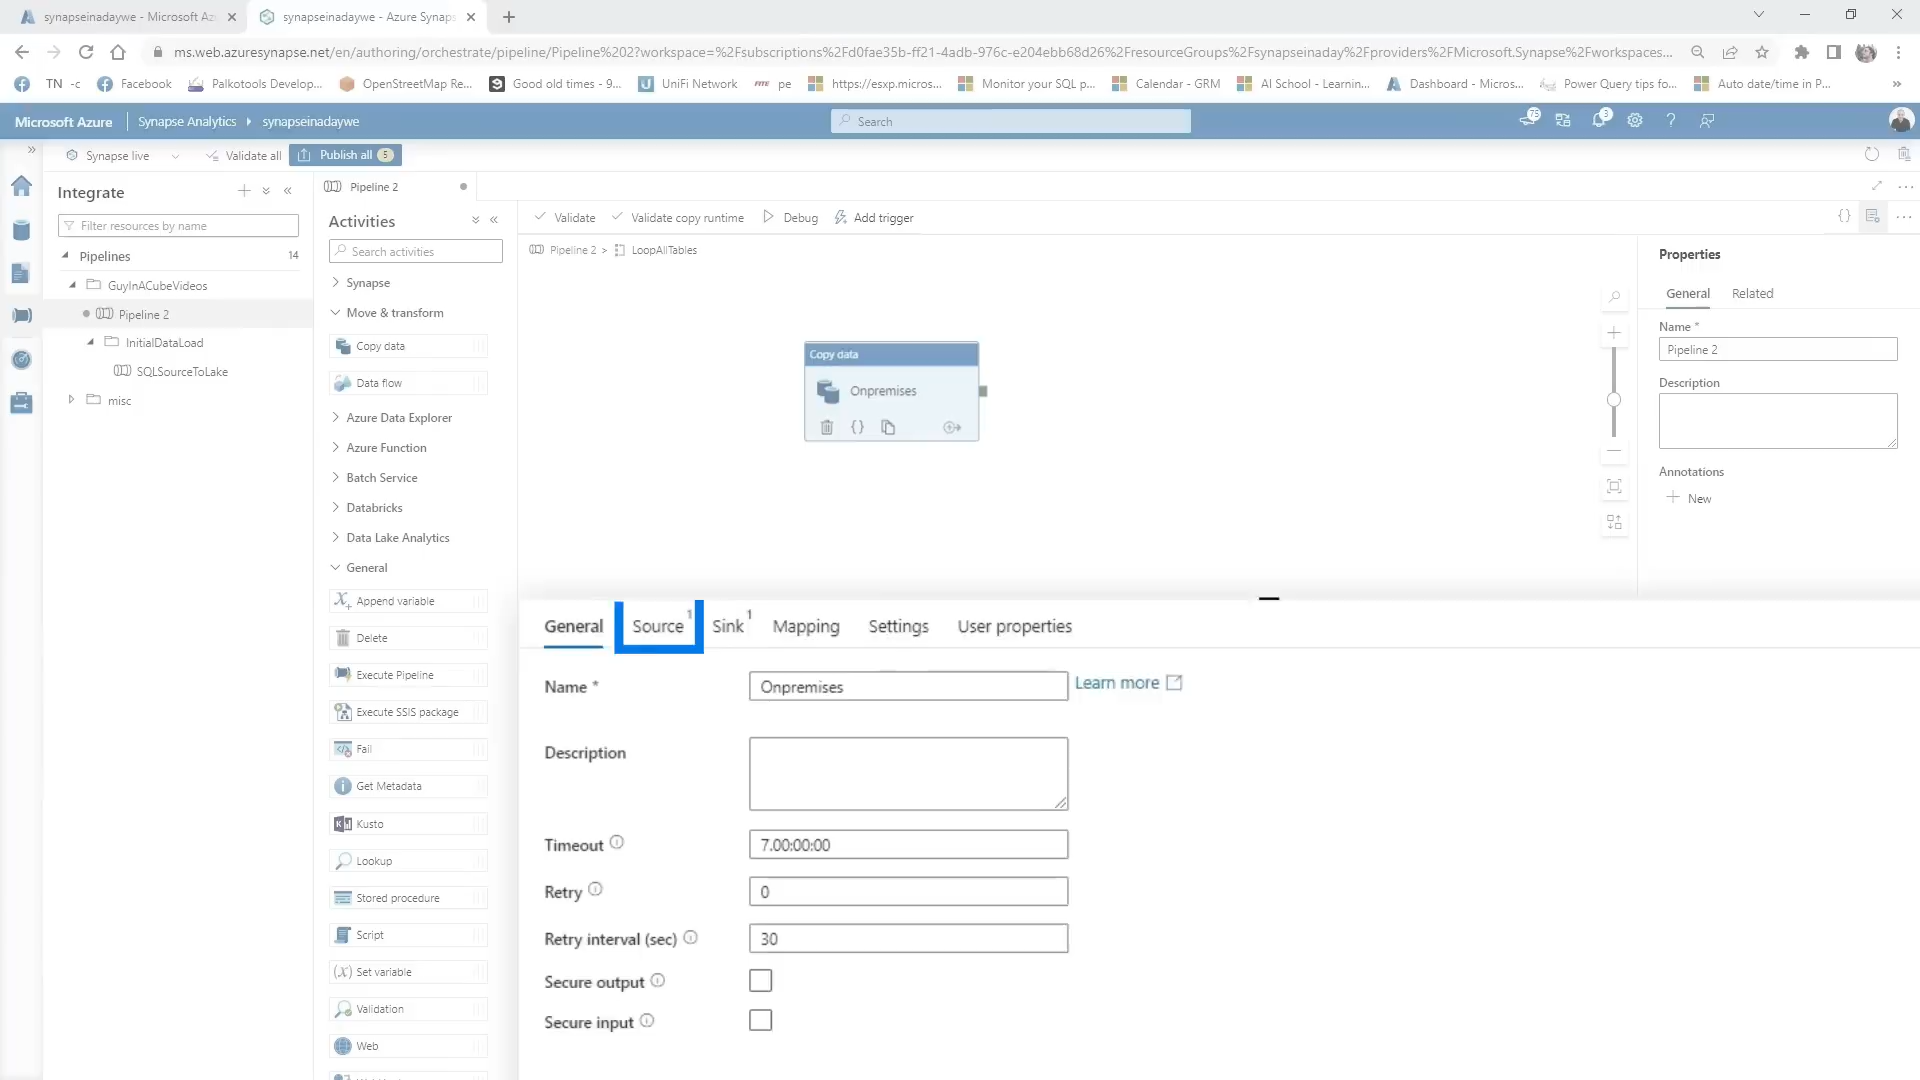 synapseinadaywe - Microsoft Az
synapseinadaywe - Azure Synaps
ms.web.azuresynapse.net/en/authoring/orchestrate/pipeline/Pipeline%202?workspace=%2Fsubscriptions%2Fd0fae35b-ff21-4adb-976c-e204ebb68d26%2FresourceGroups%2Fsynapseinaday%2Fproviders%2FMicrosoft.Synapse%2Fworkspaces...
TN -c
Facebook
Palkotools Develop...
OpenStreetMap Re...
Good old times - 9...
UniFi Network
FITE
pe
https://esxp.micros...
Monitor your SQL p...
Calendar - GRM
AI School - Learnin...
Dashboard - Micros...
Power Query tips fo...
Auto date/time in P...
Microsoft Azure
Synapse Analytics
synapseinadaywe
Search
75
3
Synapse live
Validate all
Publish all 5
Integrate
Filter resources by name
Pipelines 14
GuyInACubeVideos
Pipeline 2
InitialDataLoad
SQLSourceToLake
misc
Pipeline 2
Activities
Search activities
Synapse
Move & transform
Copy data
Data flow
Azure Data Explorer
Azure Function
Batch Service
Databricks
Data Lake Analytics
General
Append variable
Delete
Execute Pipeline
Execute SSIS package
Fail
Get Metadata
Kusto
Lookup
Stored procedure
Script
Set variable
Validation
Web
Validate
Validate copy runtime
Debug
Add trigger
Pipeline 2 > LoopAllTables
Copy data
Onpremises
Properties
General
Related
Name *
Pipeline 2
Description
Annotations
New
General
Source 1
Sink 1
Mapping
Settings
User properties
Name *
Onpremises
Learn more
Description
Timeout
7.00:00:00
Retry
0
Retry interval (sec)
30
Secure output
Secure input